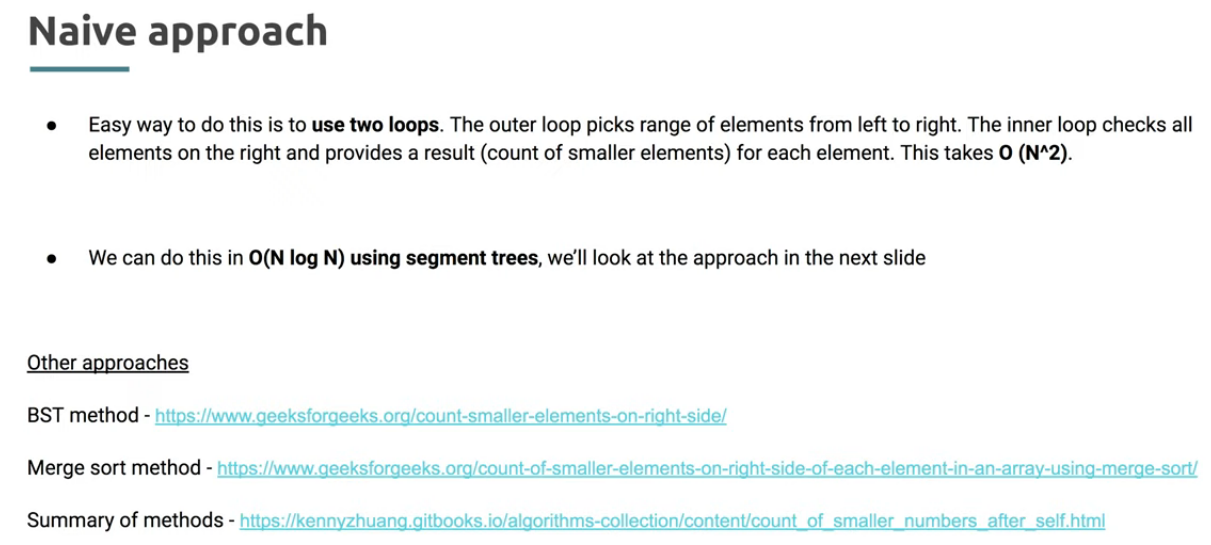 Naive approach
● Easy way to do this is to use two loops. The outer loop picks range of elements from left to right. The inner loop checks all
elements on the right and provides a result (count of smaller elements) for each element. This takes O (N^2).
● We can do this in O(N log N) using segment trees, we'll look at the approach in the next slide
Other approaches
BST method - https://www.geeksforgeeks.org/count-smaller-elements-on-right-side/
Merge sort method - https://www.geeksforgeeks.org/count-of-smaller-elements-on-right-side-of-each-element-in-an-array-using-merge-sort/
Summary of methods - https://kennyzhuang.gitbooks.io/algorithms-collection/content/count_of_smaller_numbers_after_self.html